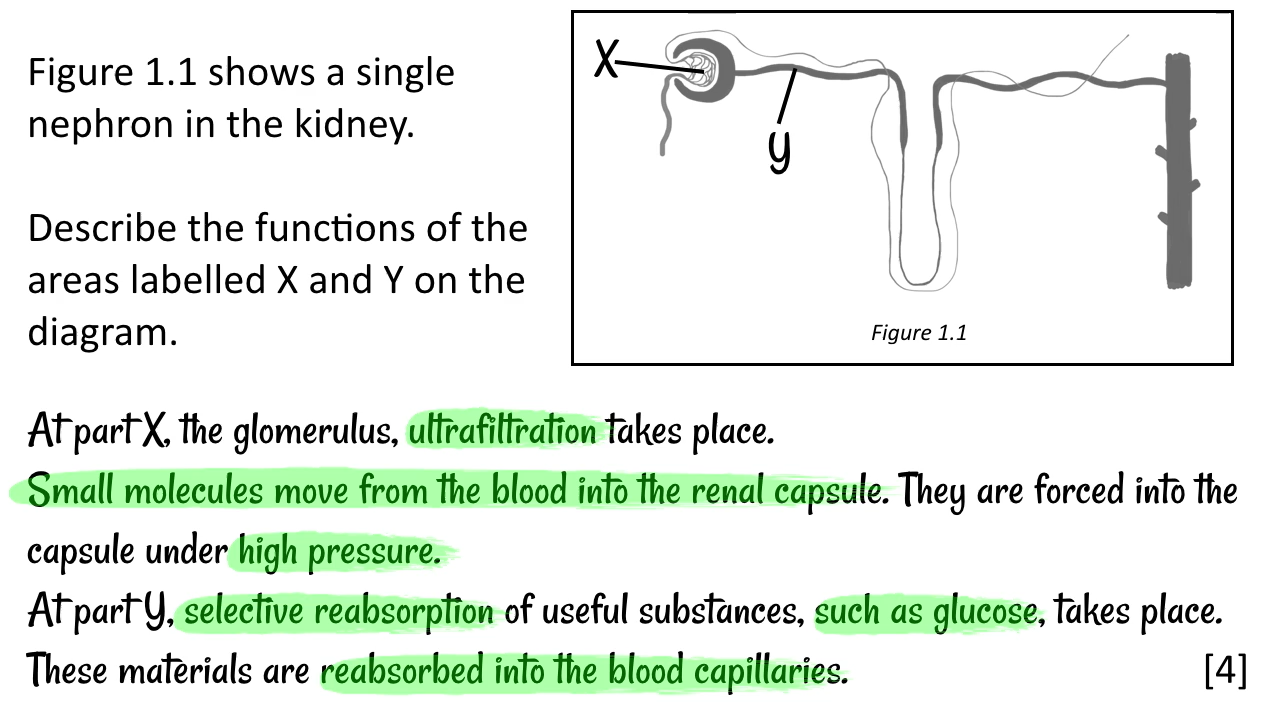 Figure 1.1 shows a single
nephron in the kidney.
Describe the functions of the
areas labelled X and Y on the
diagram.
X
y
Figure 1.1
At part X, the glomerulus, ultrafiltration takes place.
Small molecules move from the blood into the renal capsule. They are forced into the
capsule under high pressure.
At part Y, selective reabsorption of useful substances, such as glucose, takes place.
These materials are reabsorbed into the blood capillaries.
[4]